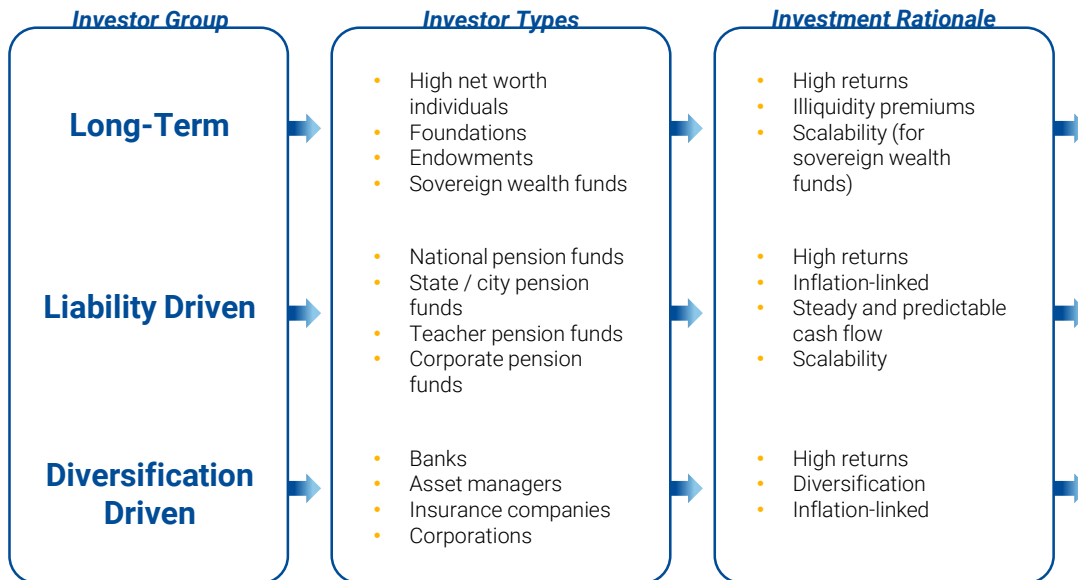 Investor Group
Investor Types
Investment Rationale
Long-Term
• High net worth
individuals
• Foundations
• Endowments
• Sovereign wealth funds
• High returns
• Illiquidity premiums
• Scalability (for
sovereign wealth
funds)
Liability Driven
• National pension funds
• State / city pension
funds
• Teacher pension funds
• Corporate pension
funds
• High returns
• Inflation-linked
• Steady and predictable
cash flow
• Scalability
Diversification
Driven
• Banks
• Asset managers
• Insurance companies
• Corporations
• High returns
• Diversification
• Inflation-linked